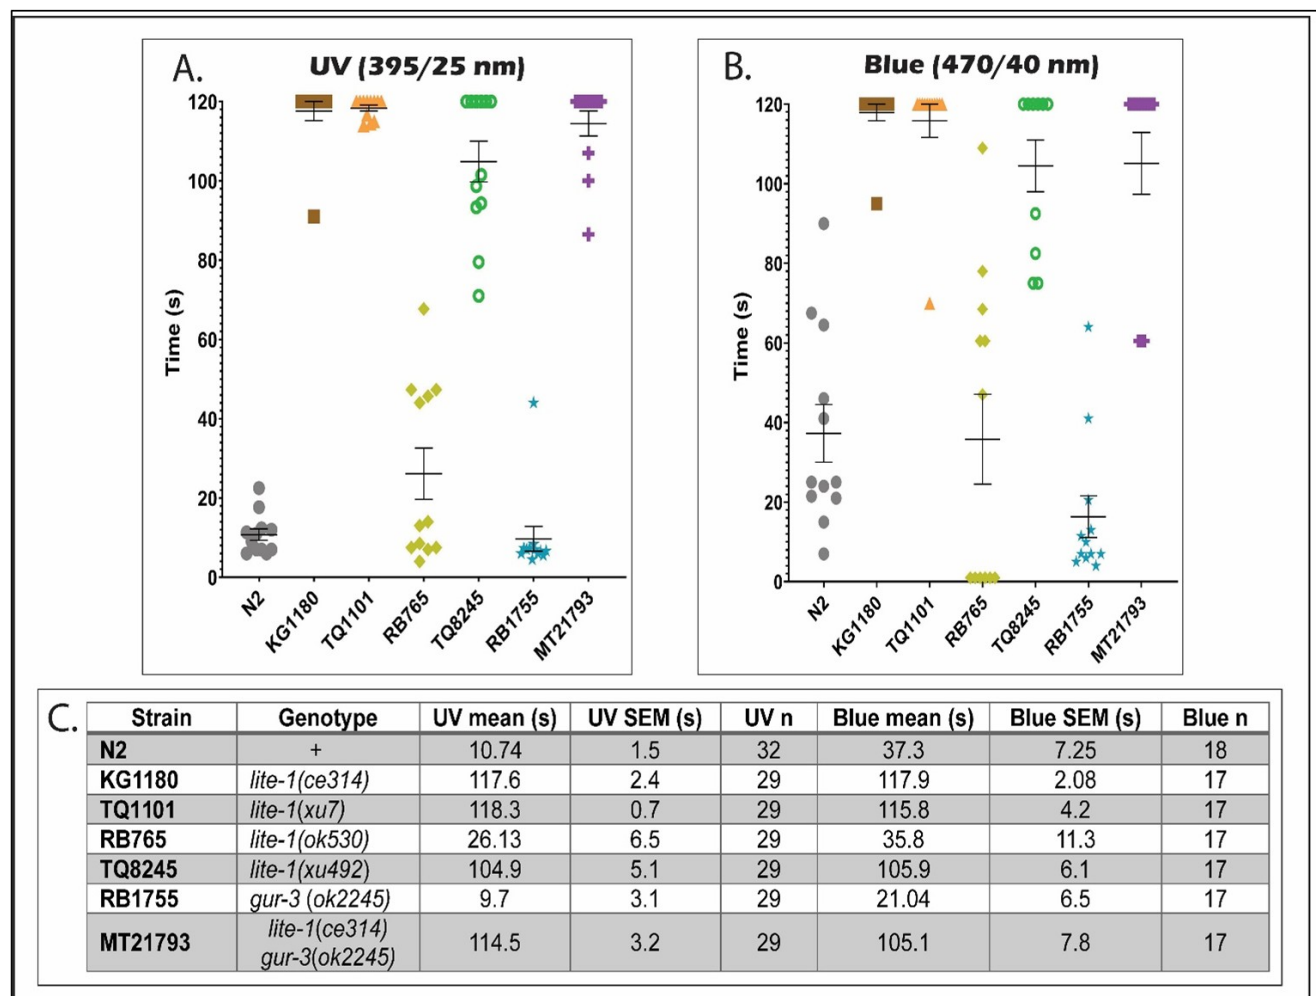 A.
UV (395/25 nm)
Time (s)
120
100
80
60
40
20
0
N2
KG1180
TQ1101
RB765
TQ8245
RB1755
MT21793
B.
Blue (470/40 nm)
Time (s)
120
100
80
60
40
20
0
N2
KG1180
TQ1101
RB765
TQ8245
RB1755
MT21793
C.
Strain Genotype UV mean (s) UV SEM (s) UV n Blue mean (s) Blue SEM (s) Blue n
N2 + 10.74 1.5 32 37.3 7.25 18
KG1180 lite-1(ce314) 117.6 2.4 29 117.9 2.08 17
TQ1101 lite-1(xu7) 118.3 0.7 29 115.8 4.2 17
RB765 lite-1(ok530) 26.13 6.5 29 35.8 11.3 17
TQ8245 lite-1(xu492) 104.9 5.1 29 105.9 6.1 17
RB1755 gur-3 (ok2245) 9.7 3.1 29 21.04 6.5 17
MT21793 lite-1(ce314) 114.5 3.2 29 105.1 7.8 17
gur-3(ok2245)